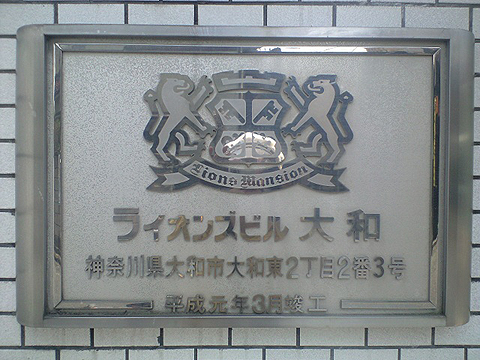 Lions Mansion
ライオンズビル 大和
神奈川県大和市大和東2丁目2番3号
平成元年3月竣工